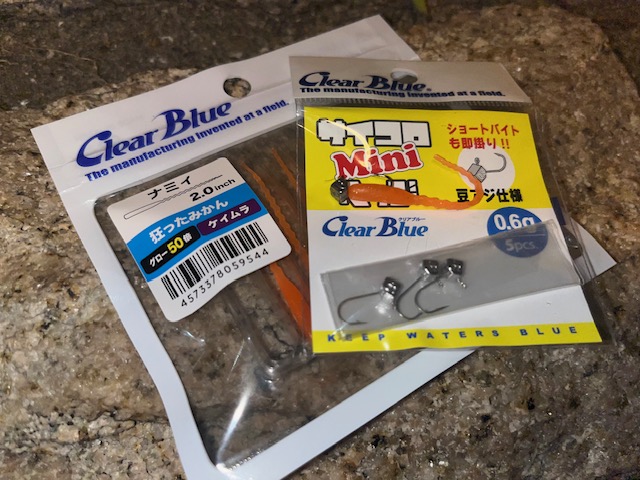 Clear Blue
The manufacturing invented at a field.
ナミィ
2.0inch
狂ったみかん
グロー50倍
ケイムラ
4573378059544
Clear Blue®
The manufacturing invented at a field.
サイコロ
Mini
ショートバイト
も即掛り!!
豆アジ仕様
クリアブルー
Clear Blue
0.6g
5pcs.
KEEP WATERS BLUE